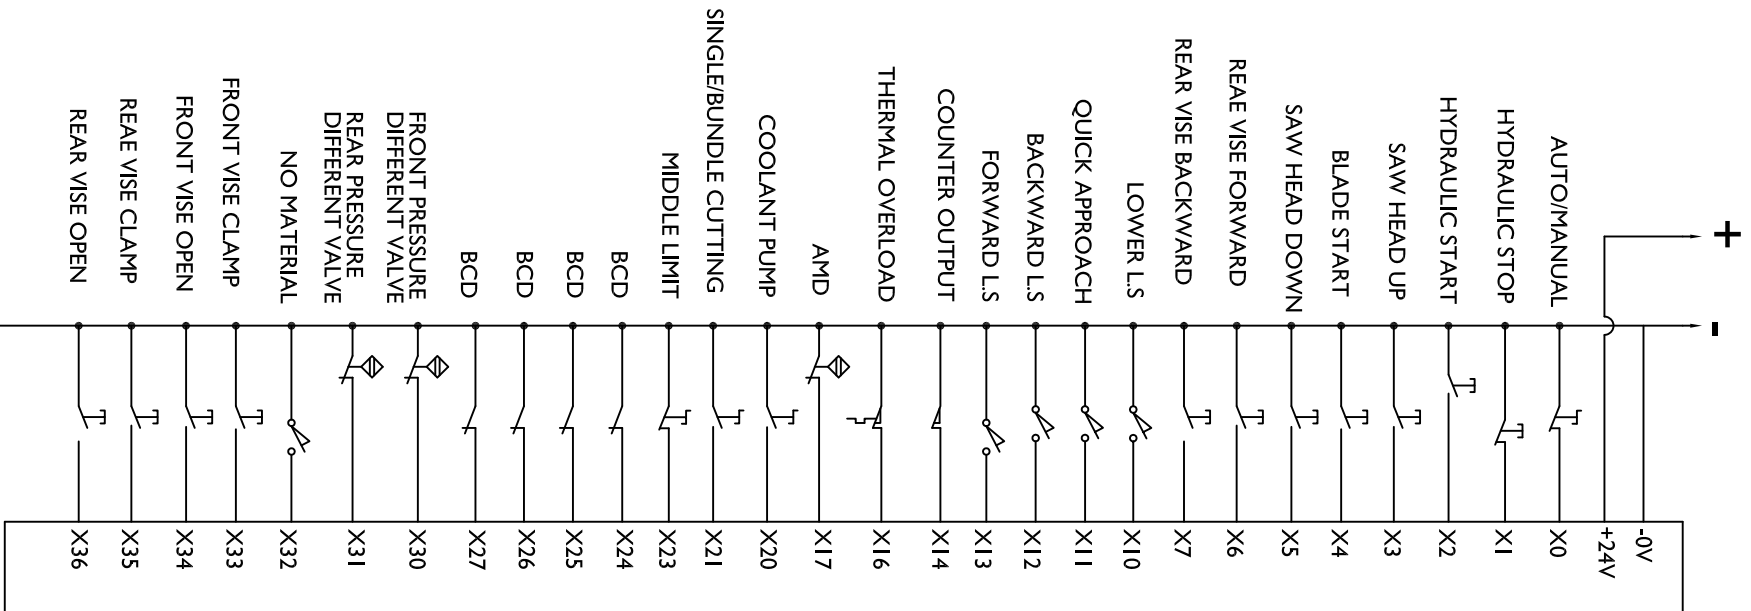 +
-
AUTO/MANUAL
HYDRAULIC STOP
HYDRAULIC START
SAW HEAD UP
BLADE START
SAW HEAD DOWN
REAE VISE FORWARD
REAR VISE BACKWARD
LOWER L.S
QUICK APPROACH
BACKWARD L.S
FORWARD L.S
COUNTER OUTPUT
THERMAL OVERLOAD
AMD
COOLANT PUMP
SINGLE/BUNDLE CUTTING
MIDDLE LIMIT
BCD
BCD
BCD
BCD
FRONT PRESSURE
DIFFERENT VALVE
REAR PRESSURE
DIFFERENT VALVE
NO MATERIAL
FRONT VISE CLAMP
FRONT VISE OPEN
REAE VISE CLAMP
REAR VISE OPEN
-0V
+24V
X0
X1
X2
X3
X4
X5
X6
X7
X10
X11
X12
X13
X14
X16
X17
X20
X21
X23
X24
X25
X26
X27
X30
X31
X32
X33
X34
X35
X36